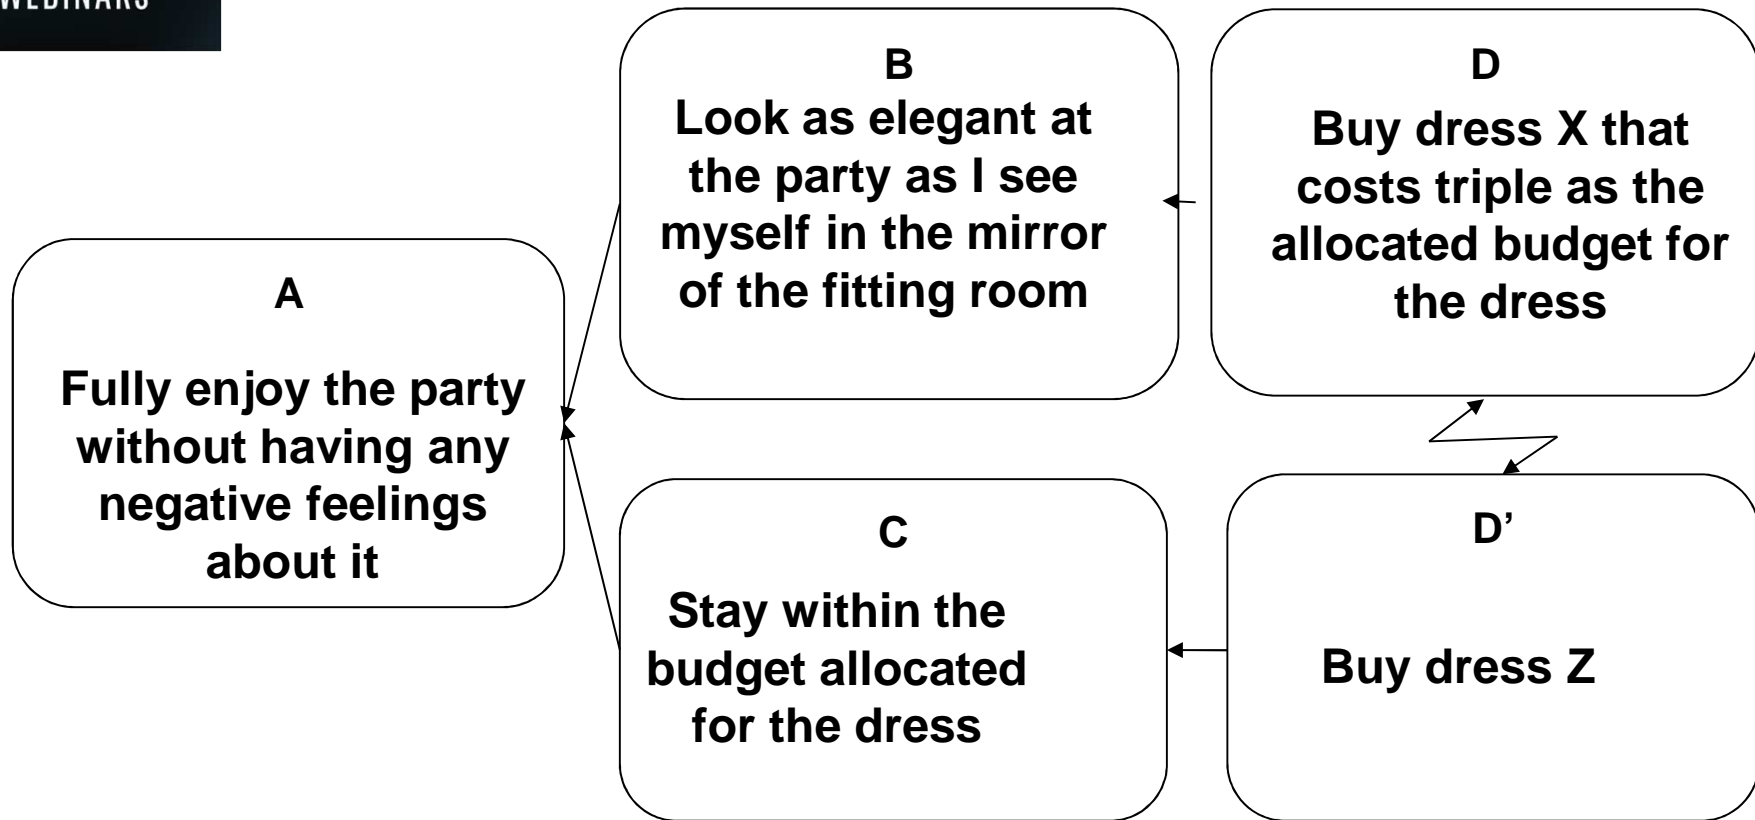 WEBINARS
B
Look as elegant at
the party as I see
myself in the mirror
of the fitting room
D
Buy dress X that
costs triple as the
allocated budget for
the dress
A
Fully enjoy the party
without having any
negative feelings
about it
C
Stay within the
budget allocated
for the dress
D’
Buy dress Z